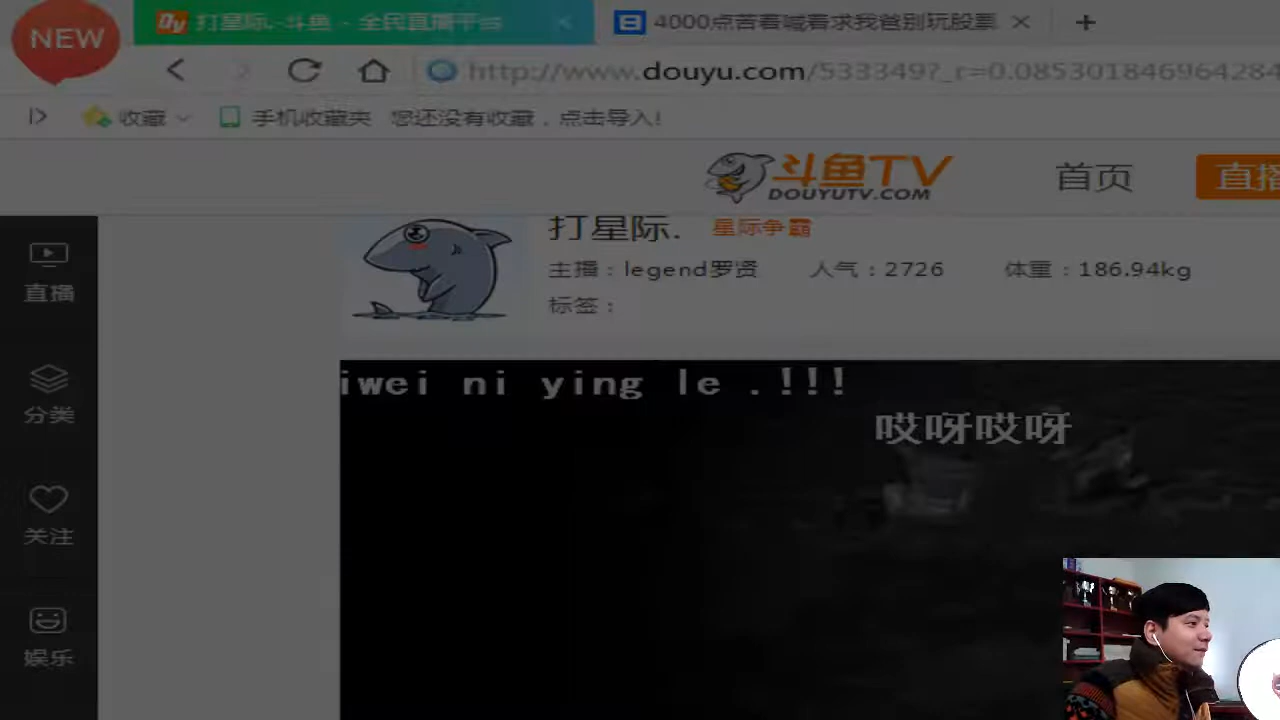 NEW
打星际.-斗鱼 - 全民直播平台
4000点苦着喊着求我爸别玩股票
http://www.douyu.com/533349?_r=0.085301846964284
收藏
手机收藏夹
您还没有收藏，点击导入！
斗鱼TV
DOUYUTV.COM
首页
直播
打星际.
星际争霸
主播：legend罗贤
人气：2726
体重：186.94kg
标签：
直播
分类
关注
娱乐
iwei ni ying le .!!!
哎呀哎呀